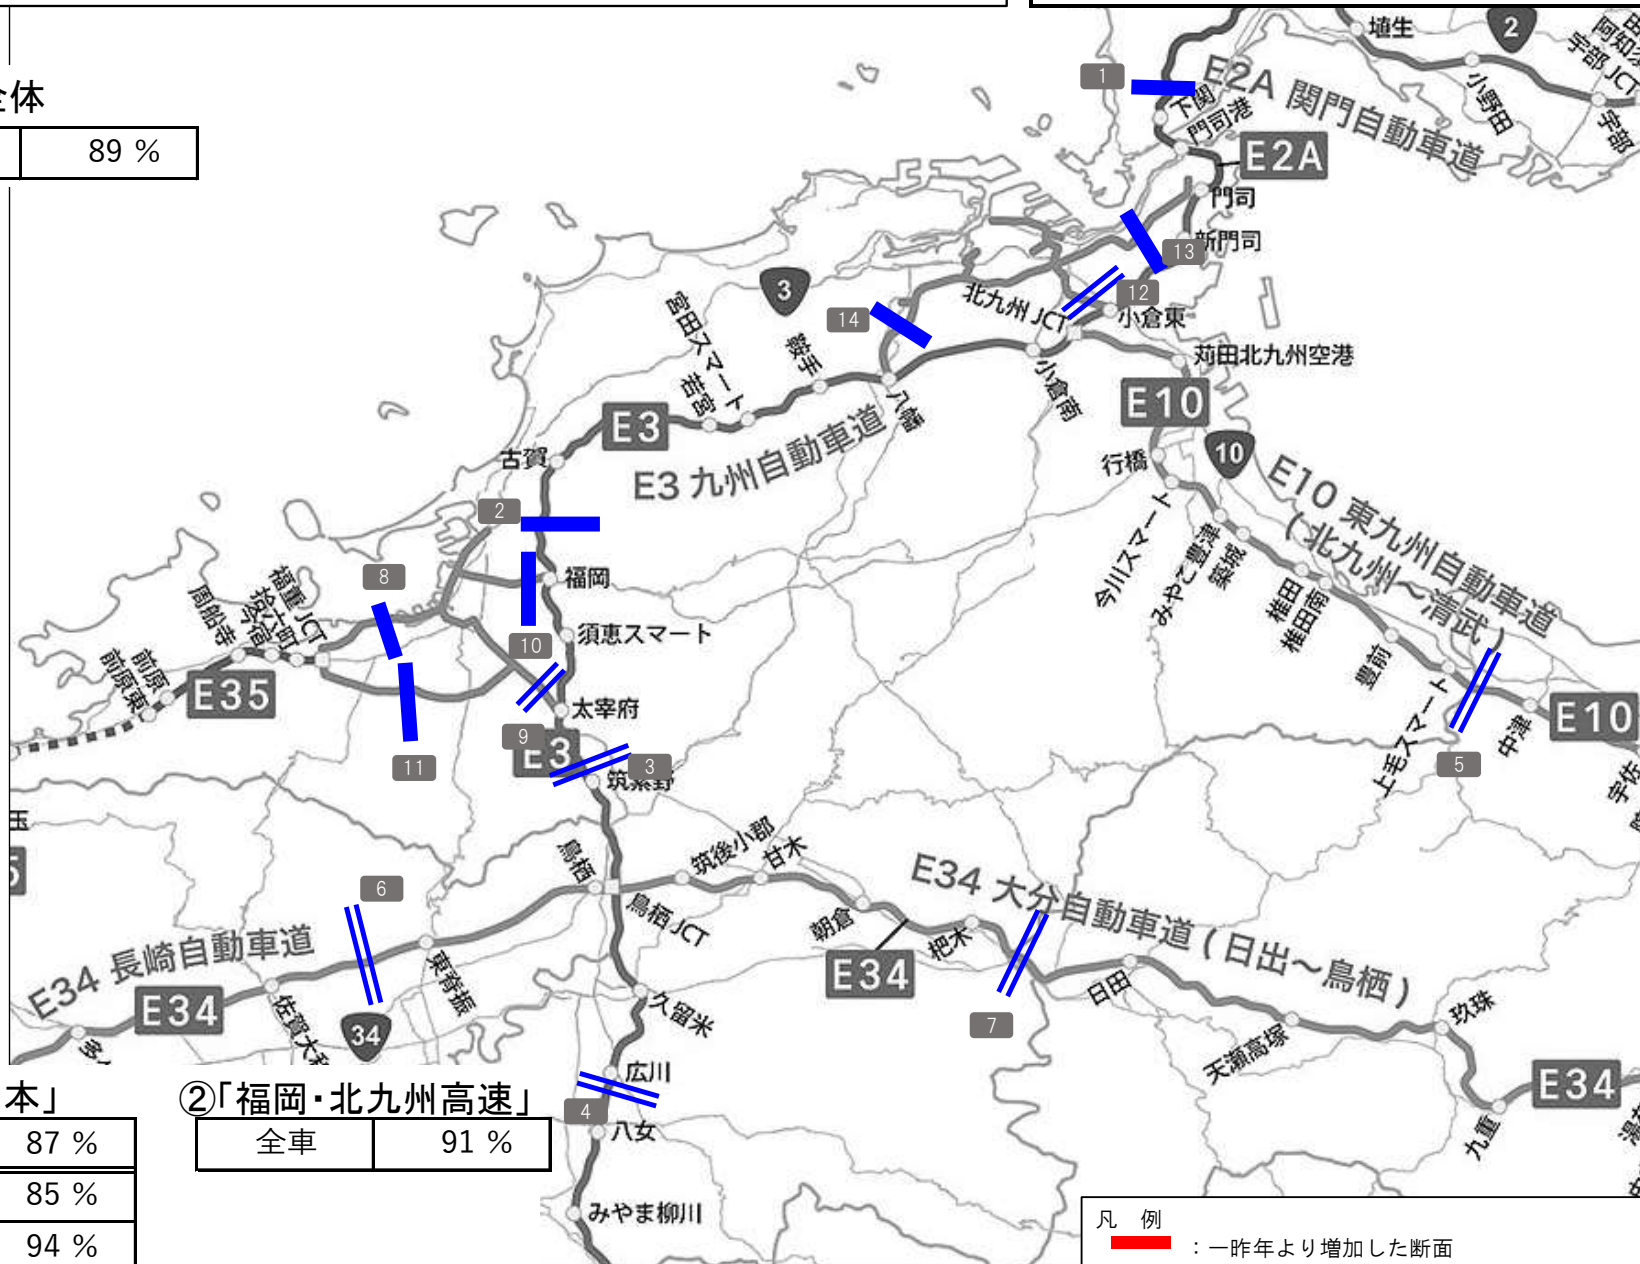 全体
89 %
埴生
2
宇部 JCT
小野田
宇部
1
E2A 関門自動車道
下関
門司港
E2A
門司
新門司
13
12
北九州 JCT
小倉東
3
宮田スマート
若宮
鞍手
14
八幡
小倉南
苅田北九州空港
E10
E3
E3 九州自動車道
古賀
行橋
10
E10 東九州自動車道
( 北九州～清武 )
今川スマート
みやこ豊津
築城
椎田
椎田南
豊前
上毛スマート
中津
E10
宇佐
5
2
福岡
8
福重 JCT
拾六町
今宿
周船寺
前原
前原東
E35
10
須恵スマート
太宰府
9
E3
3
筑紫野
11
6
鳥栖
鳥栖 JCT
筑後小郡
甘木
朝倉
杷木
E34
E34 大分自動車道 ( 日出～鳥栖 )
7
日田
天瀬高塚
玖珠
九重
E34
E34 長崎自動車道
E34
佐賀大和
東脊振
34
久留米
広川
4
八女
みやま柳川
本」
87 %
85 %
94 %
②「福岡・北九州高速」
全車
91 %
凡 例
：一昨年より増加した断面